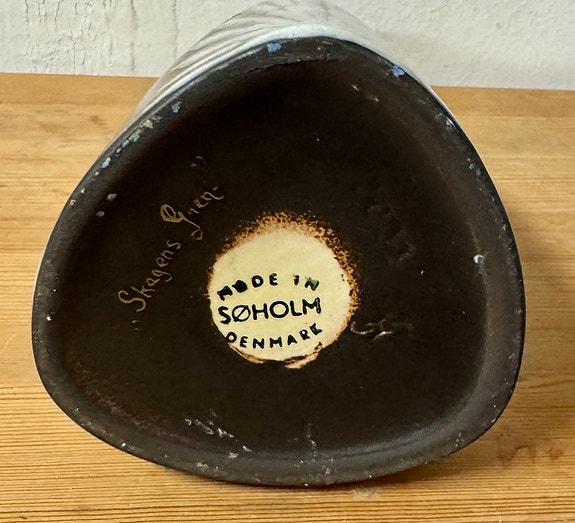 „Skagens Gren“
MADE IN
SØHOLM
DENMARK